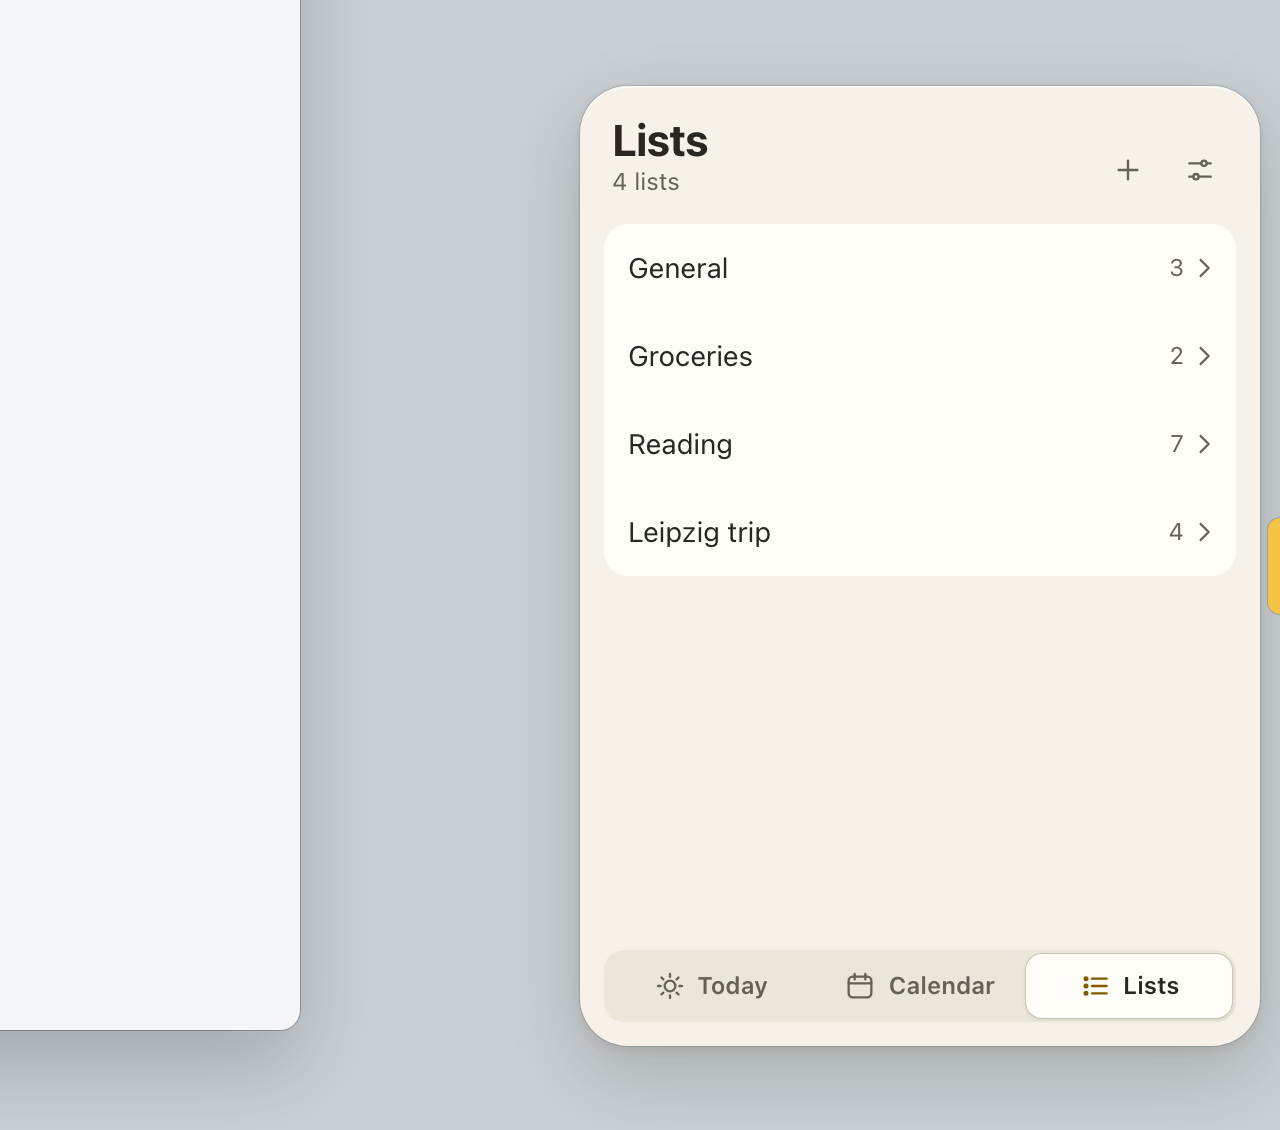 Lists
4 lists
General 3
Groceries 2
Reading 7
Leipzig trip 4
Today Calendar Lists